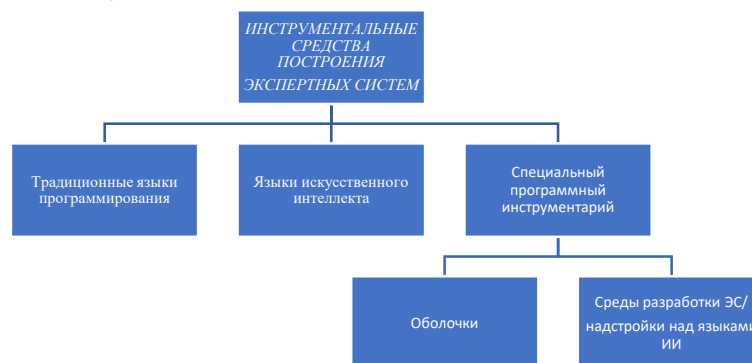 ИНСТРУМЕНТАЛЬНЫЕ
СРЕДСТВА
ПОСТРОЕНИЯ
ЭКСПЕРТНЫХ СИСТЕМ
Традиционные языки
программирования
Языки искусственного
интеллекта
Специальный
программный
инструментарий
Оболочки
Среды разработки ЭС/
надстройки над языками
ИИ